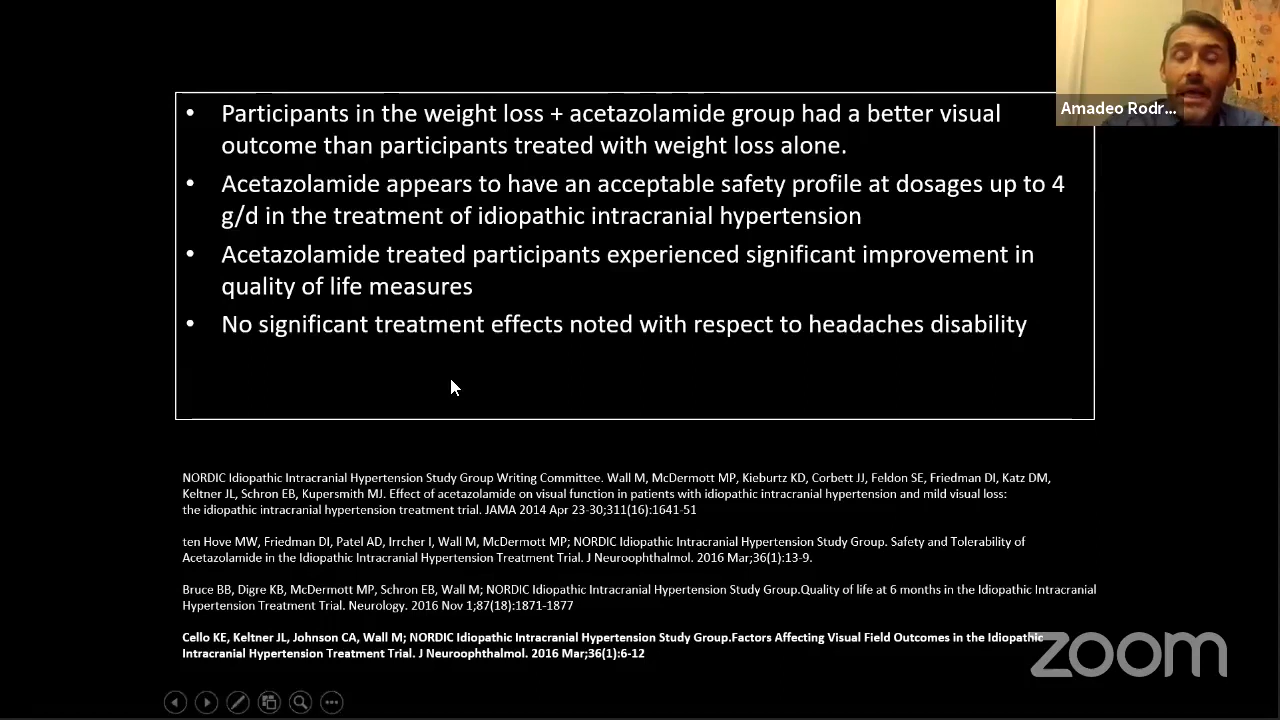 Amadeo Rodr...
• Participants in the weight loss + acetazolamide group had a better visual
outcome than participants treated with weight loss alone.
• Acetazolamide appears to have an acceptable safety profile at dosages up to 4
g/d in the treatment of idiopathic intracranial hypertension
• Acetazolamide treated participants experienced significant improvement in
quality of life measures
• No significant treatment effects noted with respect to headaches disability
NORDIC Idiopathic Intracranial Hypertension Study Group Writing Committee. Wall M, McDermott MP, Kieburtz KD, Corbett JJ, Feldon SE, Friedman DI, Katz DM,
Keltner JL, Schron EB, Kupersmith MJ. Effect of acetazolamide on visual function in patients with idiopathic intracranial hypertension and mild visual loss:
the idiopathic intracranial hypertension treatment trial. JAMA 2014 Apr 23-30;311(16):1641-51
ten Hove MW, Friedman DI, Patel AD, Irrcher I, Wall M, McDermott MP; NORDIC Idiopathic Intracranial Hypertension Study Group. Safety and Tolerability of
Acetazolamide in the Idiopathic Intracranial Hypertension Treatment Trial. J Neuroophthalmol. 2016 Mar;36(1):13-9.
Bruce BB, Digre KB, McDermott MP, Schron EB, Wall M; NORDIC Idiopathic Intracranial Hypertension Study Group.Quality of life at 6 months in the Idiopathic Intracranial
Hypertension Treatment Trial. Neurology. 2016 Nov 1;87(18):1871-1877
Cello KE, Keltner JL, Johnson CA, Wall M; NORDIC Idiopathic Intracranial Hypertension Study Group.Factors Affecting Visual Field Outcomes in the Idiopathic
Intracranial Hypertension Treatment Trial. J Neuroophthalmol. 2016 Mar;36(1):6-12
zoom